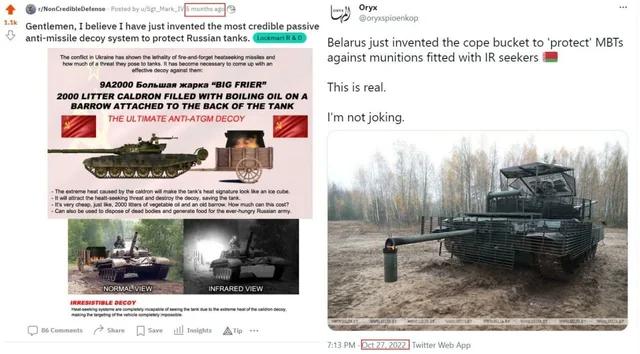 r/NonCredibleDefense · Posted by u/Sgt_Mark_IV 6 months ago
1.1k
Gentlemen, I believe I have just invented the most credible passive
anti-missile decoy system to protect Russian tanks. Lockmart R & D
The conflict in Ukraine has shown the lethality of fire-and-forget heatseeking missiles and
how much of a threat they pose to tanks. It has become necessary to come up with an
effective decoy against them:
9A2000 Большая жарка "BIG FRIER"
2000 LITER CALDRON FILLED WITH BOILING OIL ON A
BARROW ATTACHED TO THE BACK OF THE TANK
THE ULTIMATE ANTI-ATGM DECOY
- The extreme heat caused by the caldron will make the tank's heat signature look like an ice cube.
- It will attract the heat-seeking threat and destroy the decoy, saving the tank.
- It's very cheap, just like, 2000 liters of vegetable oil and an old barrow. How much can this cost?
- Can also be used to dispose of dead bodies and generate food for the ever-hungry Russian army.
NORMAL VIEW
INFRARED VIEW
IRRESISTIBLE DECOY
Heat-seeking systems are completely incapable of seeing the tank due to the extreme heat of the caldron,
making the targeting of the vehicle completely impossible.
86 Comments Share Save Insights Tip ...
Oryx
@oryxspioenkop
Belarus just invented the cope bucket to 'protect' MBTs
against munitions fitted with IR seekers
This is real.
I'm not joking.
7:13 PM · Oct 27, 2022 · Twitter Web App